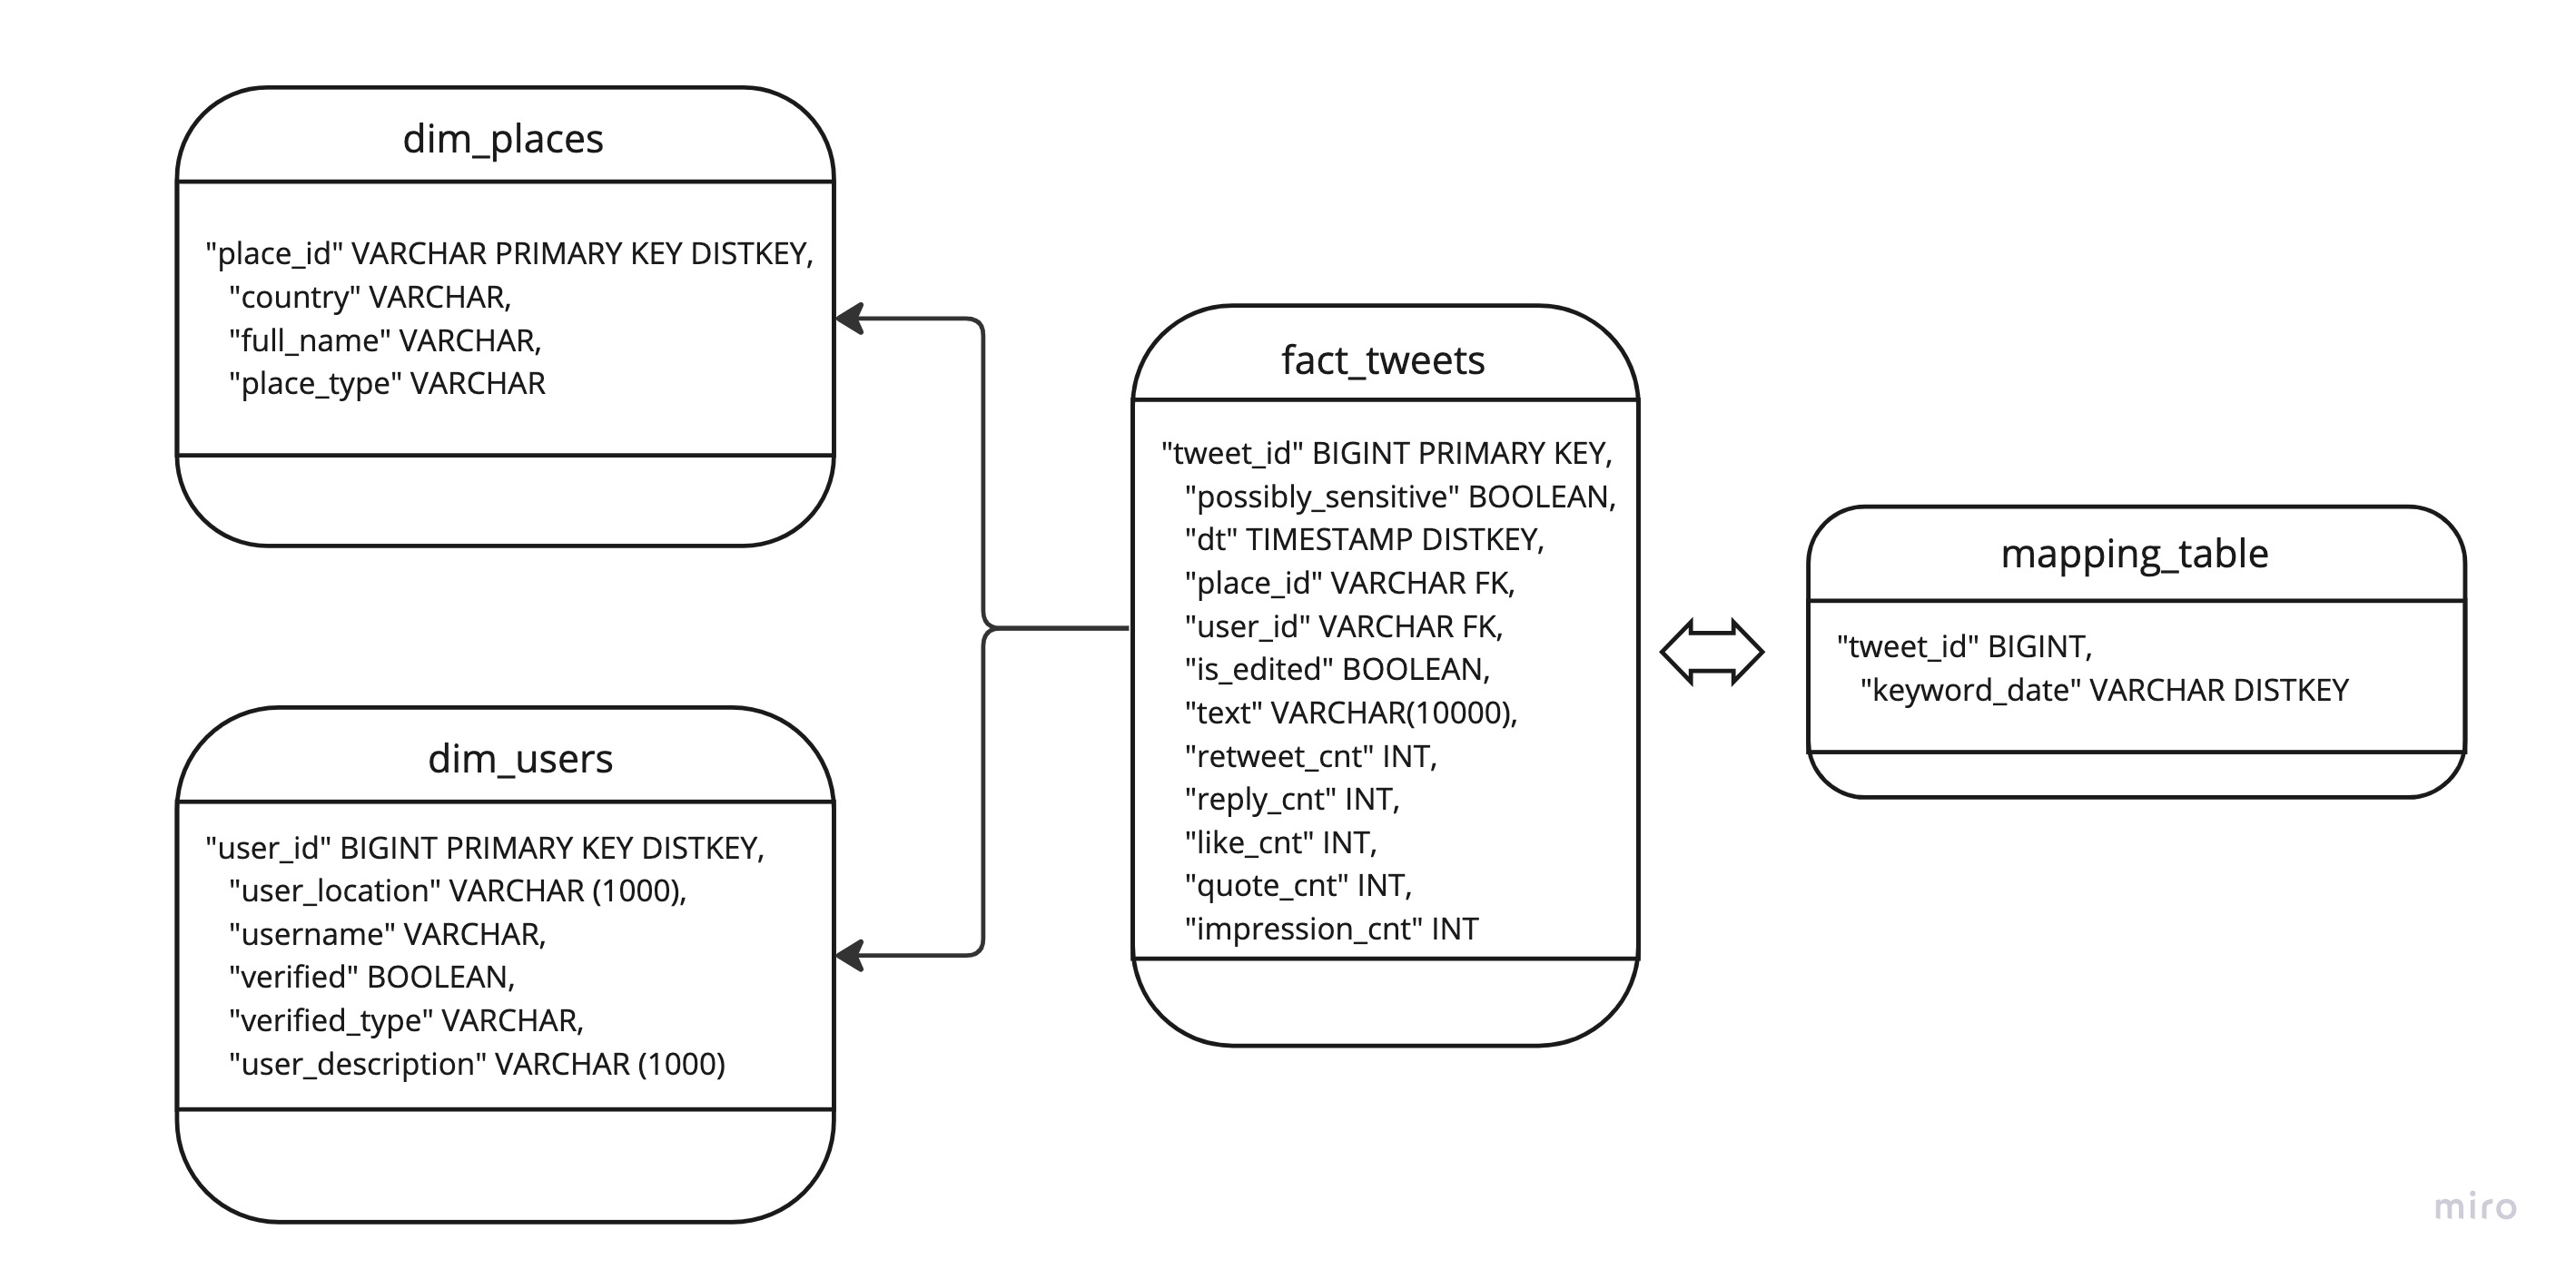 dim_places
"place_id" VARCHAR PRIMARY KEY DISTKEY,
"country" VARCHAR,
"full_name" VARCHAR,
"place_type" VARCHAR
dim_users
"user_id" BIGINT PRIMARY KEY DISTKEY,
"user_location" VARCHAR (1000),
"username" VARCHAR,
"verified" BOOLEAN,
"verified_type" VARCHAR,
"user_description" VARCHAR (1000)
fact_tweets
"tweet_id" BIGINT PRIMARY KEY,
"possibly_sensitive" BOOLEAN,
"dt" TIMESTAMP DISTKEY,
"place_id" VARCHAR FK,
"user_id" VARCHAR FK,
"is_edited" BOOLEAN,
"text" VARCHAR(10000),
"retweet_cnt" INT,
"reply_cnt" INT,
"like_cnt" INT,
"quote_cnt" INT,
"impression_cnt" INT
mapping_table
"tweet_id" BIGINT,
"keyword_date" VARCHAR DISTKEY
miro